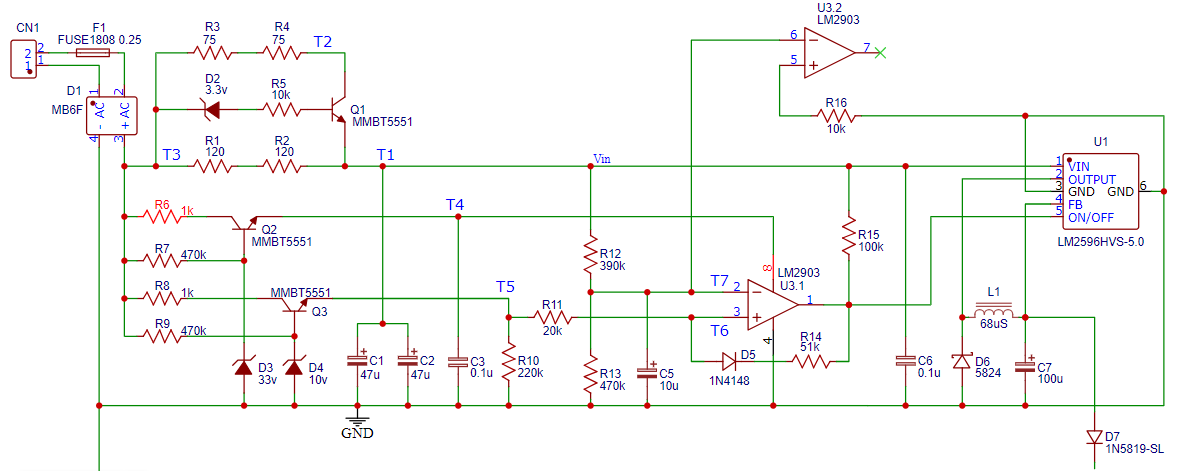 U3.2
LM2903
CN1
F1
FUSE1808 0.25
R3
75
R4
75
T2
6
7
5
2
2
1
1
D1
MB6F
1
2
AC
AC
-
+
4
3
D2
3.3v
R5
10k
Q1
MMBT5551
R16
10k
R1
120
R2
120
T3
T1
Vin
U1
1
VIN
2
OUTPUT
3
GND
GND
6
4
FB
5
ON/OFF
LM2596HVS-5.0
R6
1k
Q2
MMBT5551
T4
R7
470k
R12
390k
R15
100k
R8
1k
MMBT5551
Q3
R9
470k
T5
R11
20k
T7
2
3
T6
8
LM2903
U3.1
1
4
L1
68uS
R14
51k
D5
1N4148
D3
33v
D4
10v
C1
47u
C2
47u
C3
0.1u
R10
220k
R13
470k
C5
10u
C6
0.1u
D6
5824
C7
100u
GND
D7
1N5819-SL